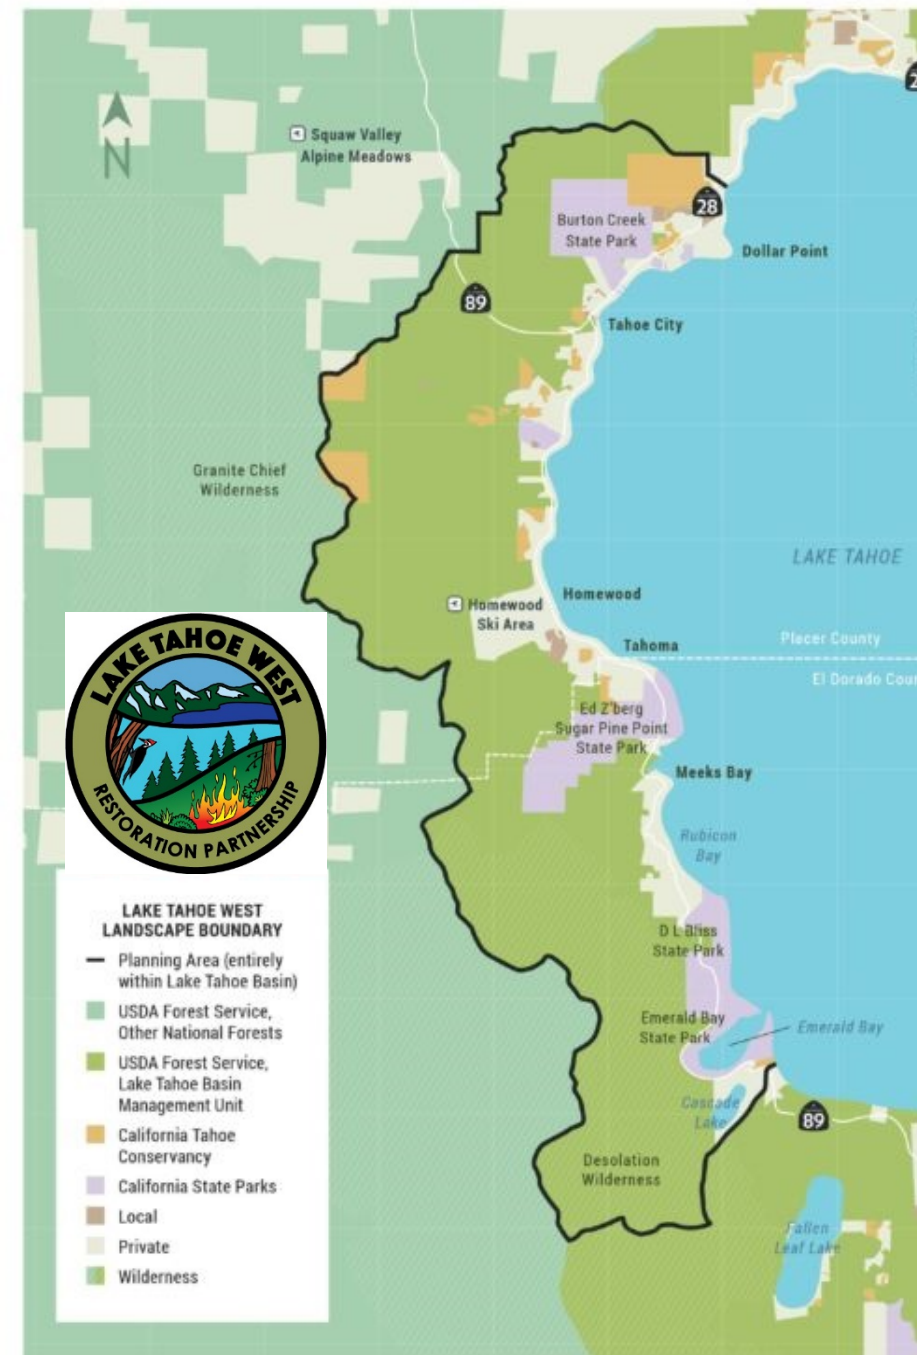 N
Squaw Valley
Alpine Meadows
28
Burton Creek
State Park
Dollar Point
89
Tahoe City
Granite Chief
Wilderness
LAKE TAHOE
Homewood
Homewood
Ski Area
Tahoma
Placer County
El Dorado
Ed Z'berg
Sugar Pine Point
State Park
Meeks Bay
Rubicon
Bay
D L Bliss
State Park
Emerald Bay
State Park
Emerald Bay
Cascade
Lake
89
Desolation
Wilderness
Fallen
Leaf Lake
LAKE TAHOE WEST
RESTORATION PARTNERSHIP
LAKE TAHOE WEST
LANDSCAPE BOUNDARY
Planning Area (entirely
within Lake Tahoe Basin)
USDA Forest Service,
Other National Forests
USDA Forest Service,
Lake Tahoe Basin
Management Unit
California Tahoe
Conservancy
California State Parks
Local
Private
Wilderness